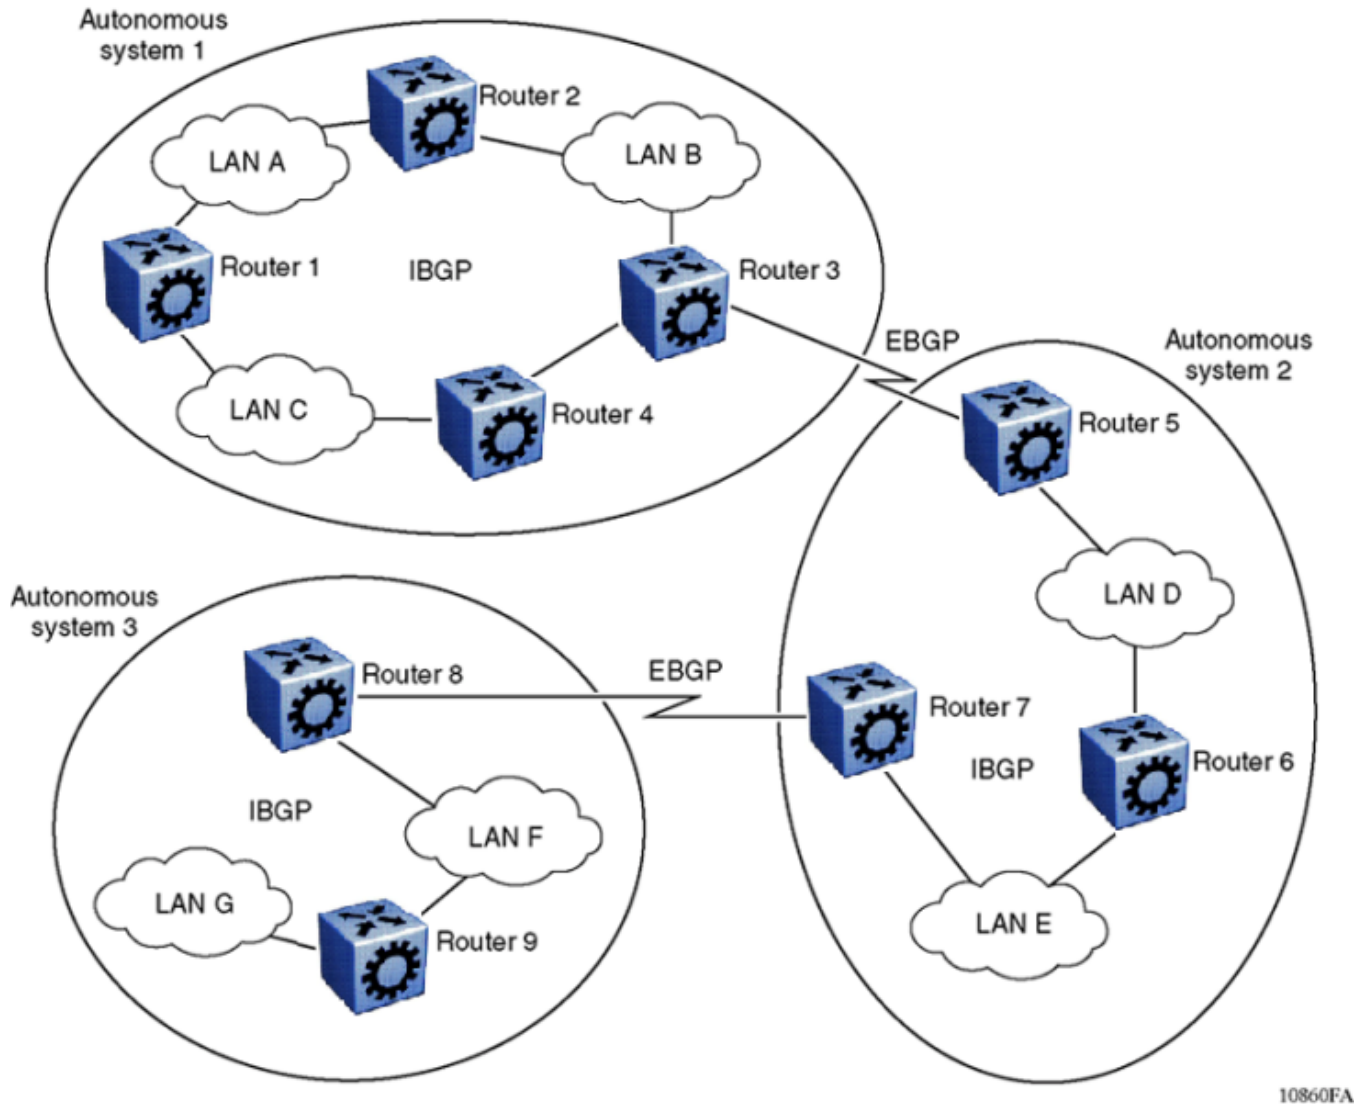 Autonomous
system 1
Router 2
LAN A
LAN B
Router 1
IBGP
Router 3
EBGP
Autonomous
system 2
LAN C
Router 4
Router 5
LAN D
Autonomous
system 3
Router 8
EBGP
Router 7
IBGP
Router 6
IBGP
LAN F
LAN G
Router 9
LAN E
10860FA